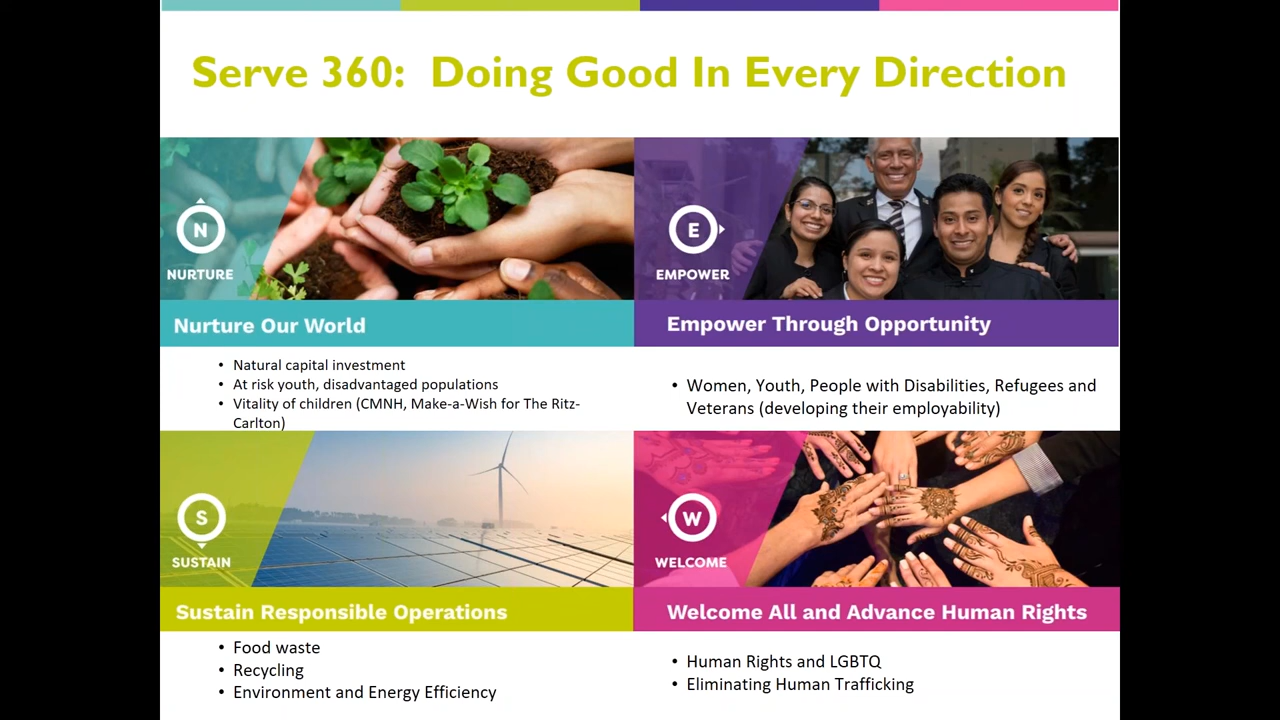 Serve 360:  Doing Good In Every Direction
N
NURTURE
Nurture Our World
• Natural capital investment
• At risk youth, disadvantaged populations
• Vitality of children (CMNH, Make-a-Wish for The Ritz-
Carlton)
E
EMPOWER
Empower Through Opportunity
• Women, Youth, People with Disabilities, Refugees and
Veterans (developing their employability)
S
SUSTAIN
Sustain Responsible Operations
• Food waste
• Recycling
• Environment and Energy Efficiency
W
WELCOME
Welcome All and Advance Human Rights
• Human Rights and LGBTQ
• Eliminating Human Trafficking